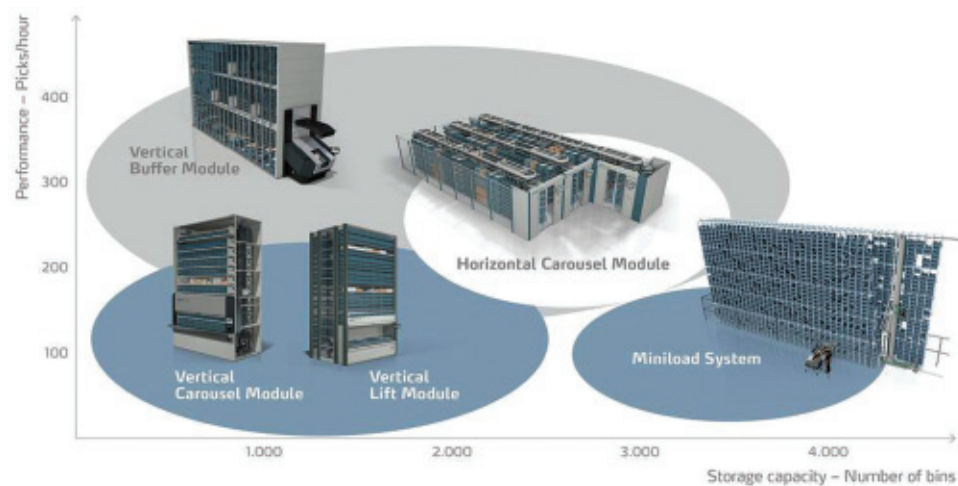 Performance – Picks/hour
400
300
200
100
Vertical
Buffer Module
Horizontal Carousel Module
Vertical
Carousel Module
Vertical
Lift Module
Miniload System
1.000
2.000
3.000
4.000
Storage capacity – Number of bins